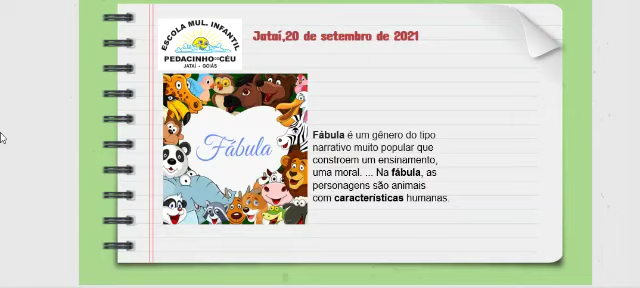 ESCOLA MUL. INFANTIL
PEDACINHO DO CÉU
JATAÍ - GOIÁS
Jataí,20 de setembro de 2021
Fábula
Fábula é um gênero do tipo
narrativo muito popular que
constroem um ensinamento,
uma moral. ... Na fábula, as
personagens são animais
com características humanas.